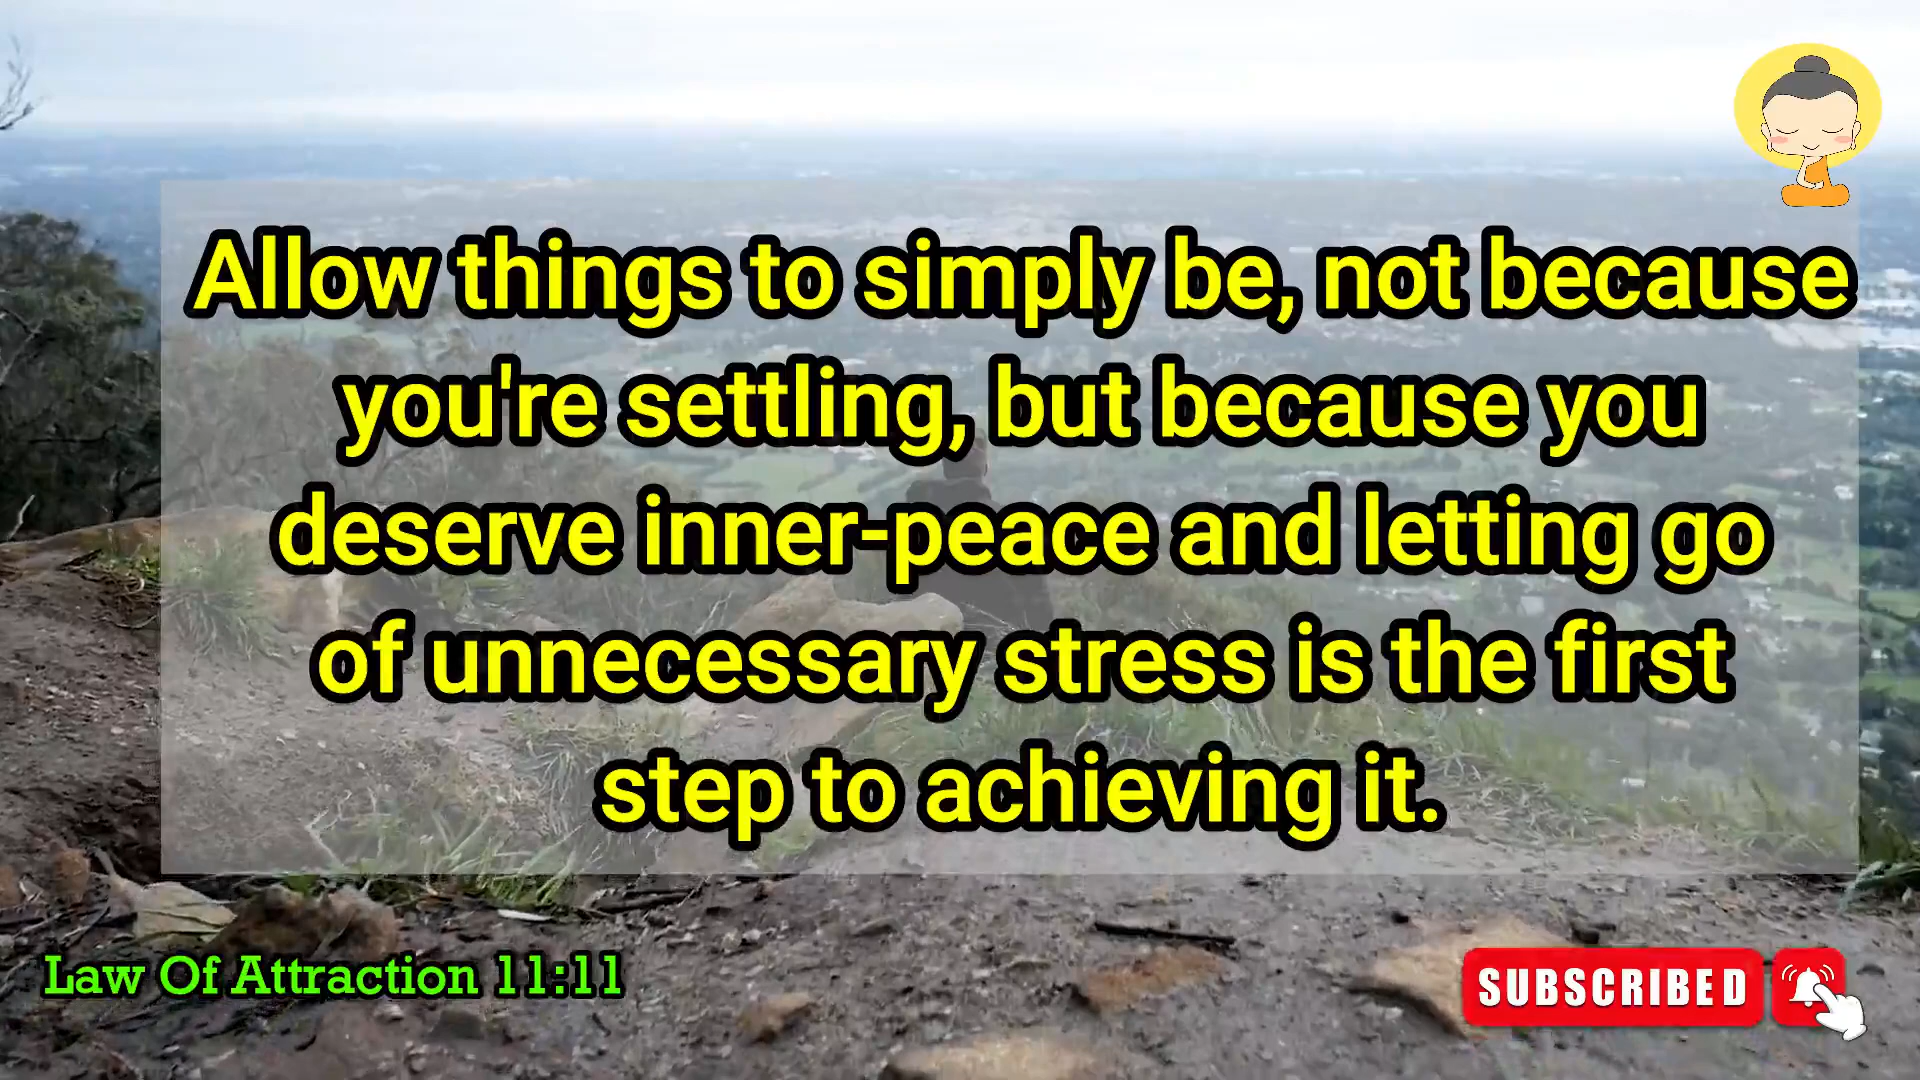 Allow things to simply be, not because
you're settling, but because you
deserve inner-peace and letting go
of unnecessary stress is the first
step to achieving it.
Law Of Attraction 11:11
SUBSCRIBED